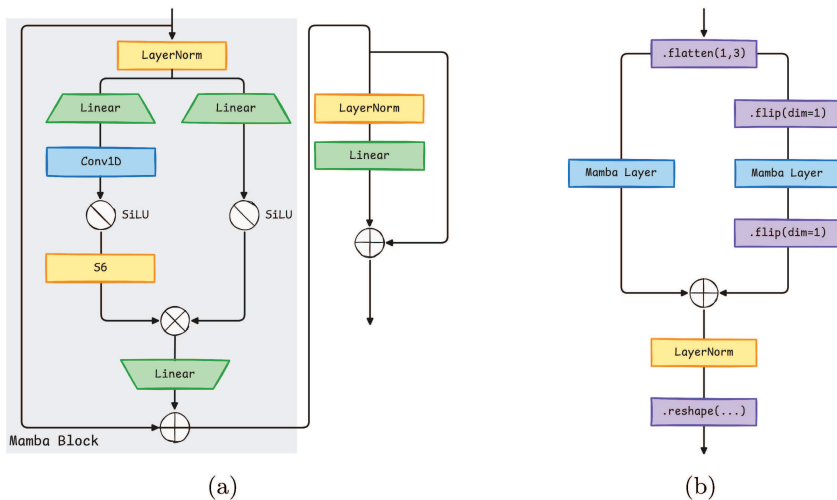 LayerNorm
Linear
Linear
Conv1D
SiLU
SiLU
S6
Linear
Mamba Block
LayerNorm
Linear
(a)
.flatten(1,3)
.flip(dim=1)
Mamba Layer
Mamba Layer
.flip(dim=1)
LayerNorm
.reshape(...)
(b)